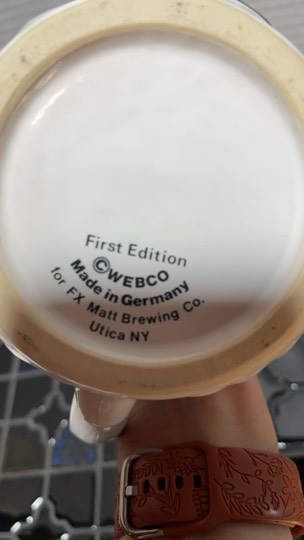 First Edition
©WEBCO
Made in Germany
for FX Matt Brewing Co.
Utica NY